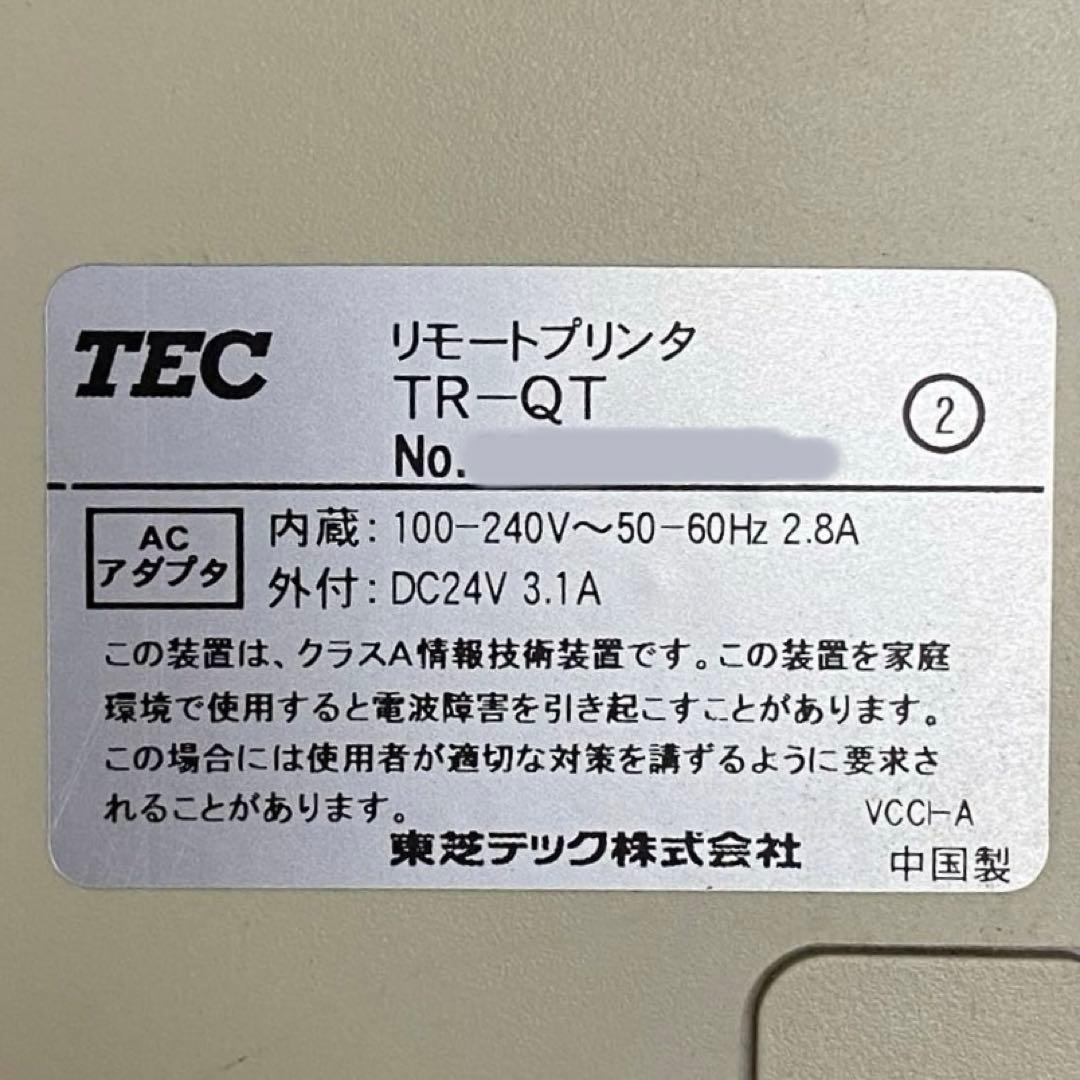 TEC
リモートプリンタ
TR-QT
②
No.
AC
アダプタ
内蔵: 100-240V～50-60Hz 2.8A
外付: DC24V 3.1A
この装置は、クラスA情報技術装置です。この装置を家庭
環境で使用すると電波障害を引き起こすことがあります。
この場合には使用者が適切な対策を講ずるように要求さ
れることがあります。
VCCI-A
東芝テック株式会社
中国製